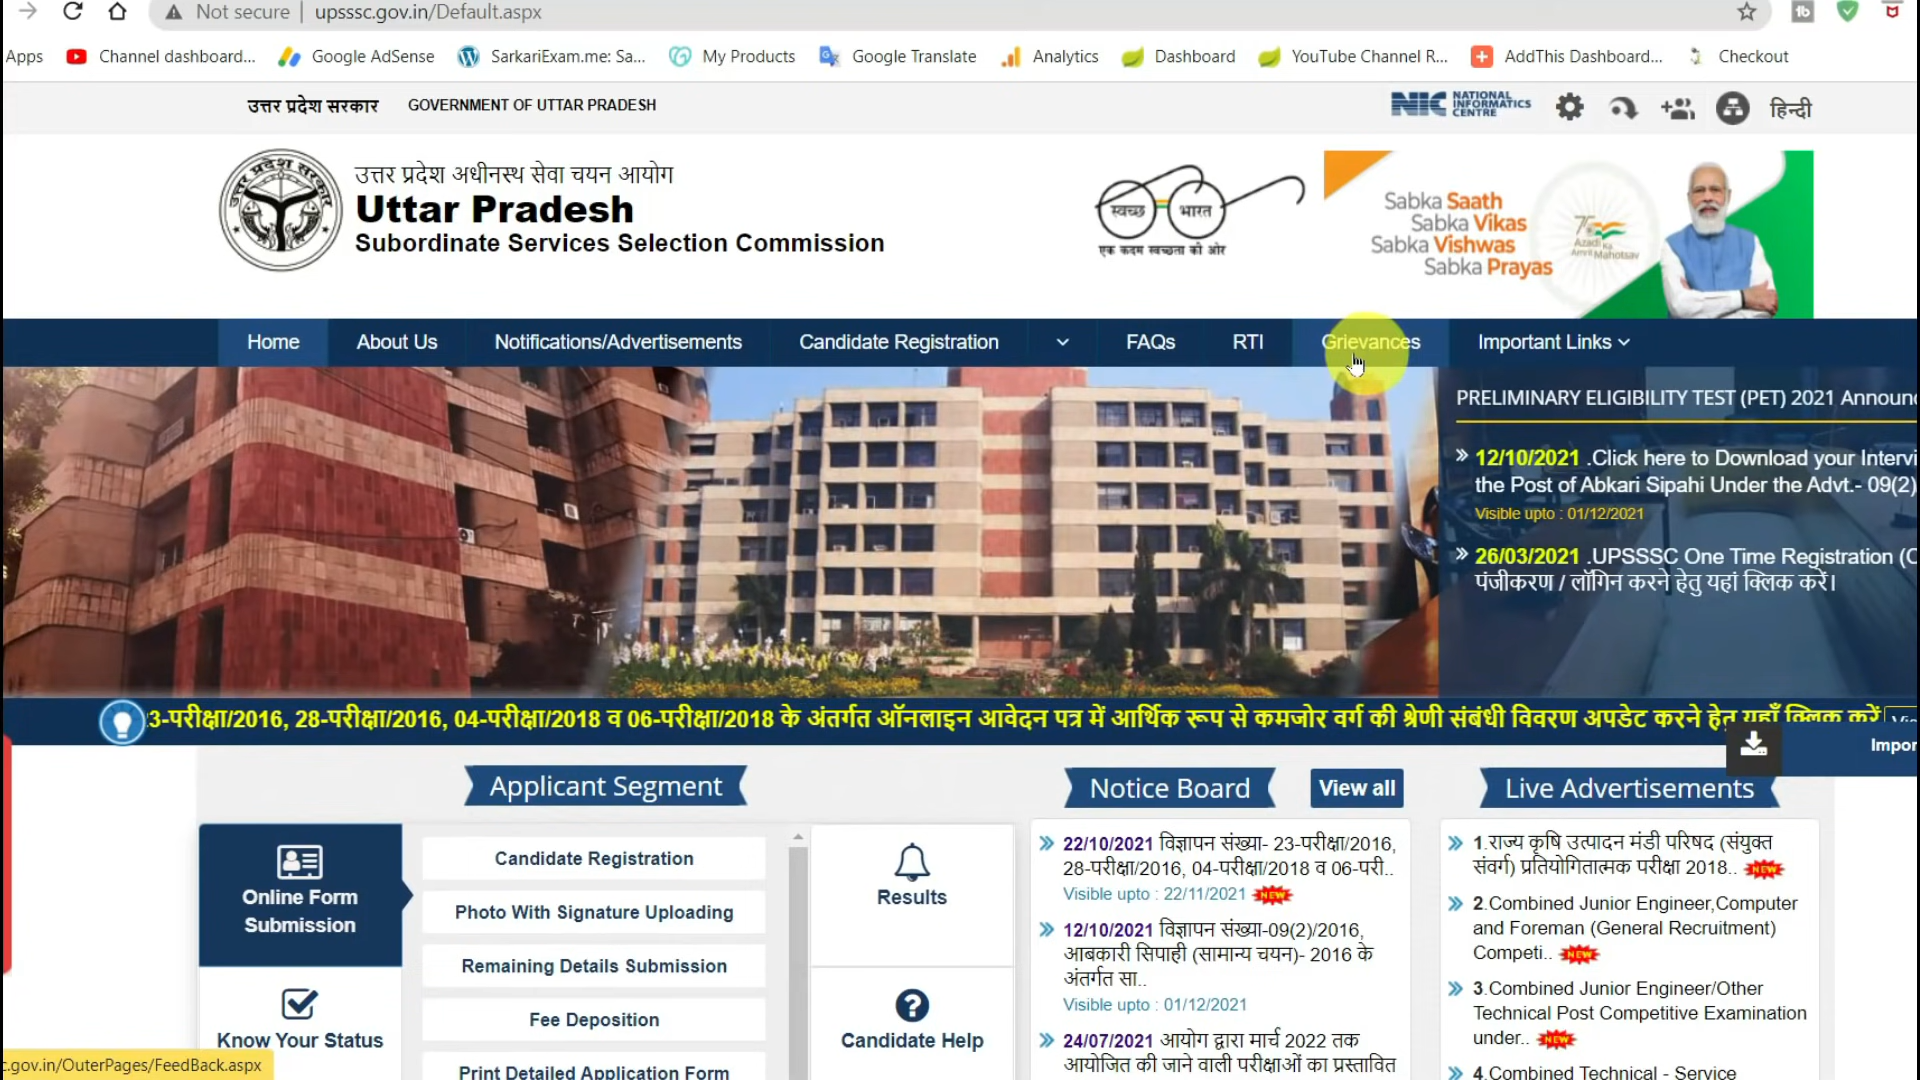 Not secure | upsssc.gov.in/Default.aspx
Apps Channel dashboard... Google AdSense SarkariExam.me: Sa... My Products Google Translate Analytics Dashboard YouTube Channel R... AddThis Dashboard... Checkout
उत्तर प्रदेश सरकार GOVERNMENT OF UTTAR PRADESH
NIC NATIONAL INFORMATICS CENTRE हिन्दी
उत्तर प्रदेश अधीनस्थ सेवा चयन आयोग
Uttar Pradesh
Subordinate Services Selection Commission
स्वच्छ भारत
एक कदम स्वच्छता की ओर
Sabka Saath
Sabka Vikas
Sabka Vishwas
Sabka Prayas
Azadi Ka
Amrit Mahotsav
Home About Us Notifications/Advertisements Candidate Registration FAQs RTI Grievances Important Links
PRELIMINARY ELIGIBILITY TEST (PET) 2021 Announc
12/10/2021 .Click here to Download your Intervi
the Post of Abkari Sipahi Under the Advt.- 09(2)
Visible upto : 01/12/2021
26/03/2021 .UPSSSC One Time Registration (O
पंजीकरण / लॉगिन करने हेतु यहां क्लिक करें।
23-परीक्षा/2016, 28-परीक्षा/2016, 04-परीक्षा/2018 व 06-परीक्षा/2018 के अंतर्गत ऑनलाइन आवेदन पत्र में आर्थिक रूप से कमजोर वर्ग की श्रेणी संबंधी विवरण अपडेट करने हेतु यहाँ क्लिक करें
Impor
Applicant Segment
Online Form
Submission
Know Your Status
Candidate Registration
Photo With Signature Uploading
Remaining Details Submission
Fee Deposition
Print Detailed Application Form
Results
Candidate Help
Notice Board View all
22/10/2021 विज्ञापन संख्या- 23-परीक्षा/2016,
28-परीक्षा/2016, 04-परीक्षा/2018 व 06-परी..
Visible upto : 22/11/2021 NEW
12/10/2021 विज्ञापन संख्या-09(2)/2016,
आबकारी सिपाही (सामान्य चयन)- 2016 के
अंतर्गत सा..
Visible upto : 01/12/2021
24/07/2021 आयोग द्वारा मार्च 2022 तक
आयोजित की जाने वाली परीक्षाओं का प्रस्तावित
Live Advertisements
1.राज्य कृषि उत्पादन मंडी परिषद (संयुक्त
संवर्ग) प्रतियोगितात्मक परीक्षा 2018.. NEW
2.Combined Junior Engineer,Computer
and Foreman (General Recruitment)
Competi.. NEW
3.Combined Junior Engineer/Other
Technical Post Competitive Examination
under.. NEW
4.Combined Technical - Service
c.gov.in/OuterPages/FeedBack.aspx